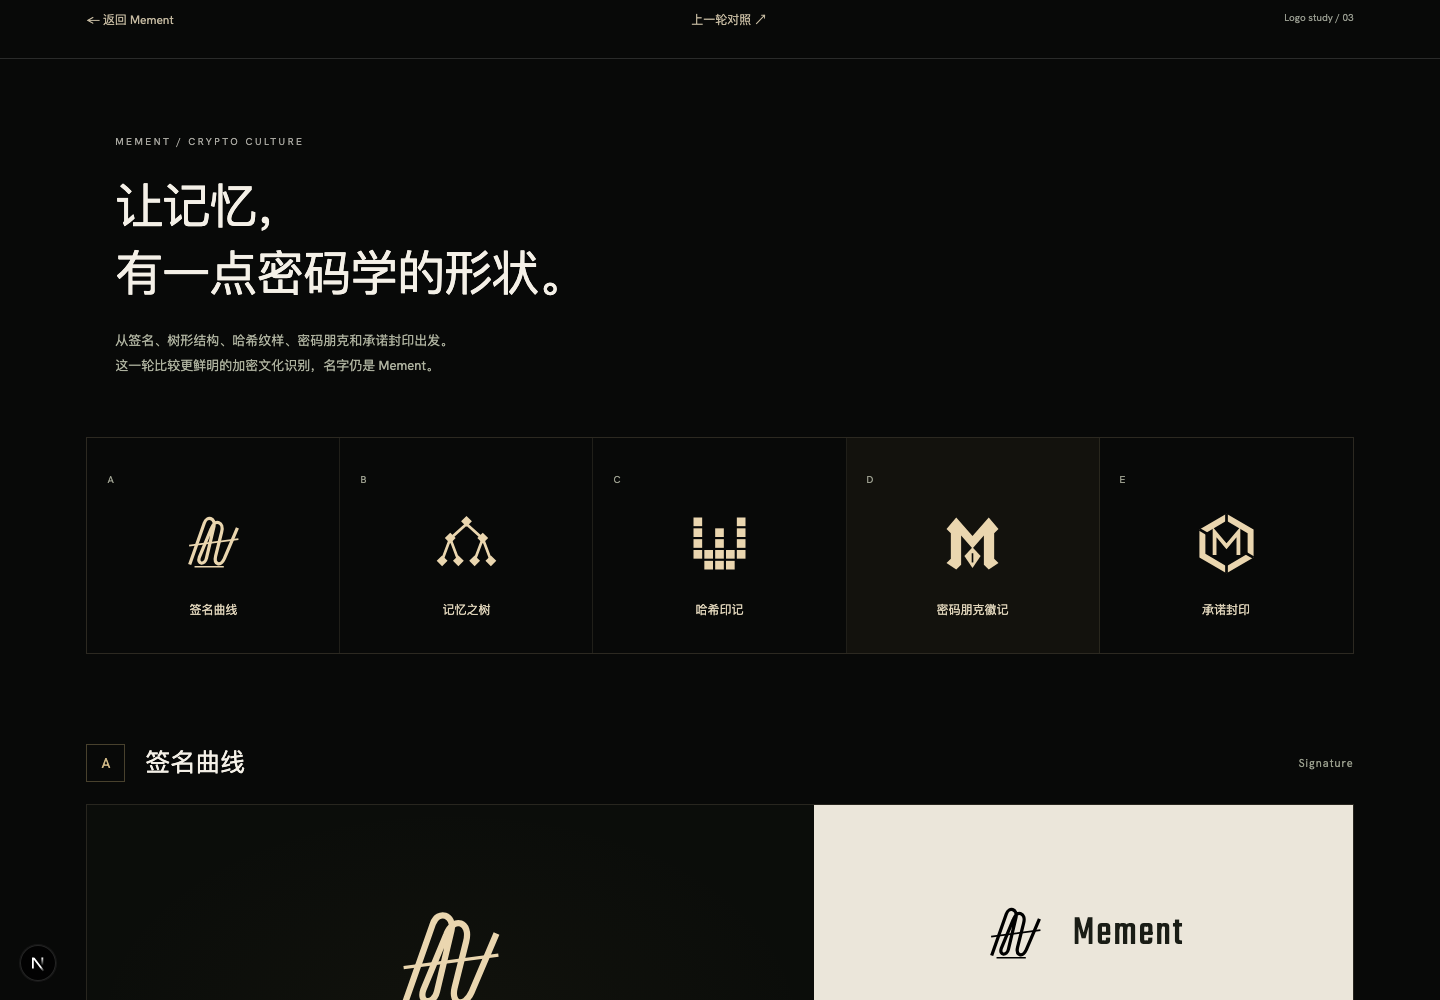 ← 返回 Mement
上一轮对照 ↗
Logo study / 03
MEMENT / CRYPTO CULTURE
让记忆，
有一点密码学的形状。
从签名、树形结构、哈希纹样、密码朋克和承诺封印出发。
这一轮比较更鲜明的加密文化识别，名字仍是 Mement。
A
B
C
D
E
签名曲线
记忆之树
哈希印记
密码朋克徽记
承诺封印
A
签名曲线
Signature
Mement
N